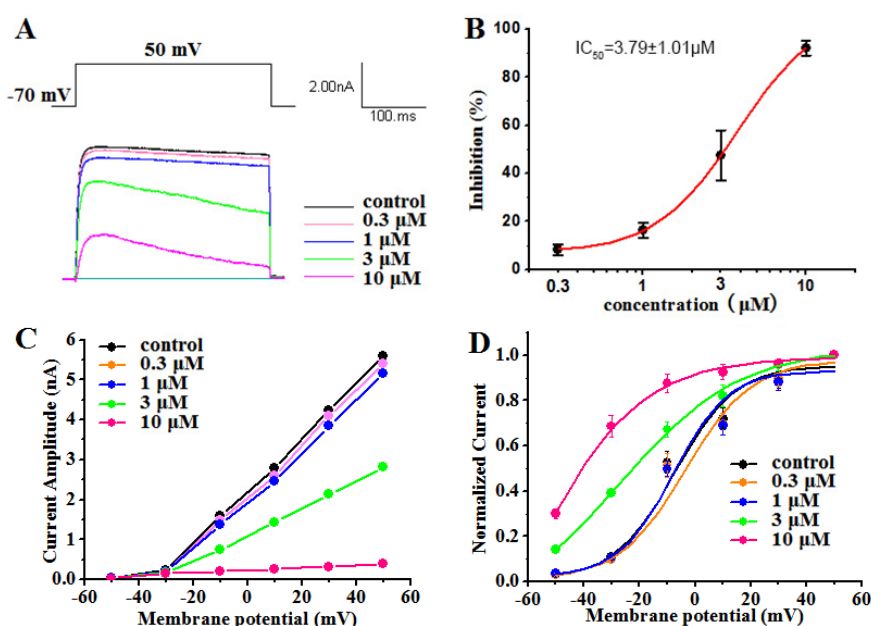 A
50 mV
-70 mV
2.00nA
100.ms
control
0.3 μM
1 μM
3 μM
10 μM
B
IC50=3.79±1.01μM
Inhibition (%)
100
80
60
40
20
0
0.3
1
3
10
concentration（μM）
C
Current Amplitude (nA)
6
5
4
3
2
1
0.0
-60
-40
-20
0
20
40
60
Membrane potential (mV)
control
0.3 μM
1 μM
3 μM
10 μM
D
Normalized Current
1.0
0.8
0.6
0.4
0.2
0.0
-60
-40
-20
0
20
40
60
Membrane potential (mV)
control
0.3 μM
1 μM
3 μM
10 μM